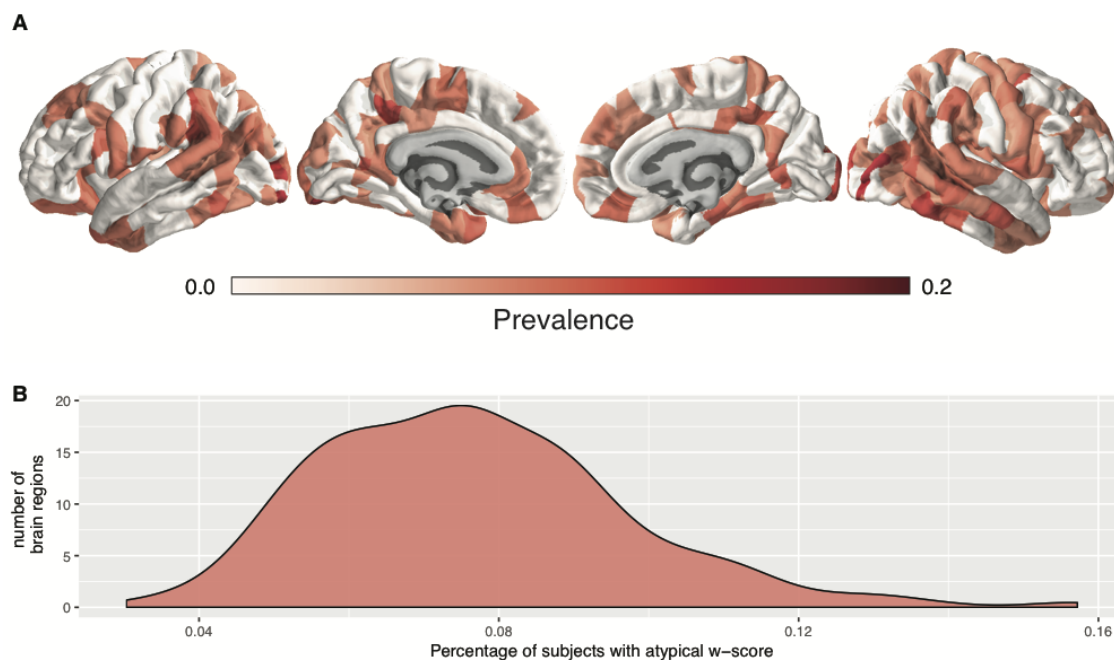 A
0.0
0.2
Prevalence
B
20
15
10
5
0
number of
brain regions
0.04
0.08
0.12
0.16
Percentage of subjects with atypical w−score